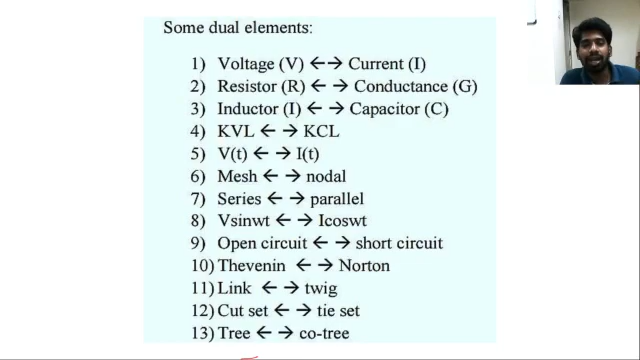 Some dual elements:
1) Voltage (V) ←→ Current (I)
2) Resistor (R) ← → Conductance (G)
3) Inductor (I) ← → Capacitor (C)
4) KVL ← → KCL
5) V(t) ← → I(t)
6) Mesh ← → nodal
7) Series ← → parallel
8) Vsinwt ← → Icoswt
9) Open circuit ← → short circuit
10) Thevenin ← → Norton
11) Link ← → twig
12) Cut set ← → tie set
13) Tree ← → co-tree